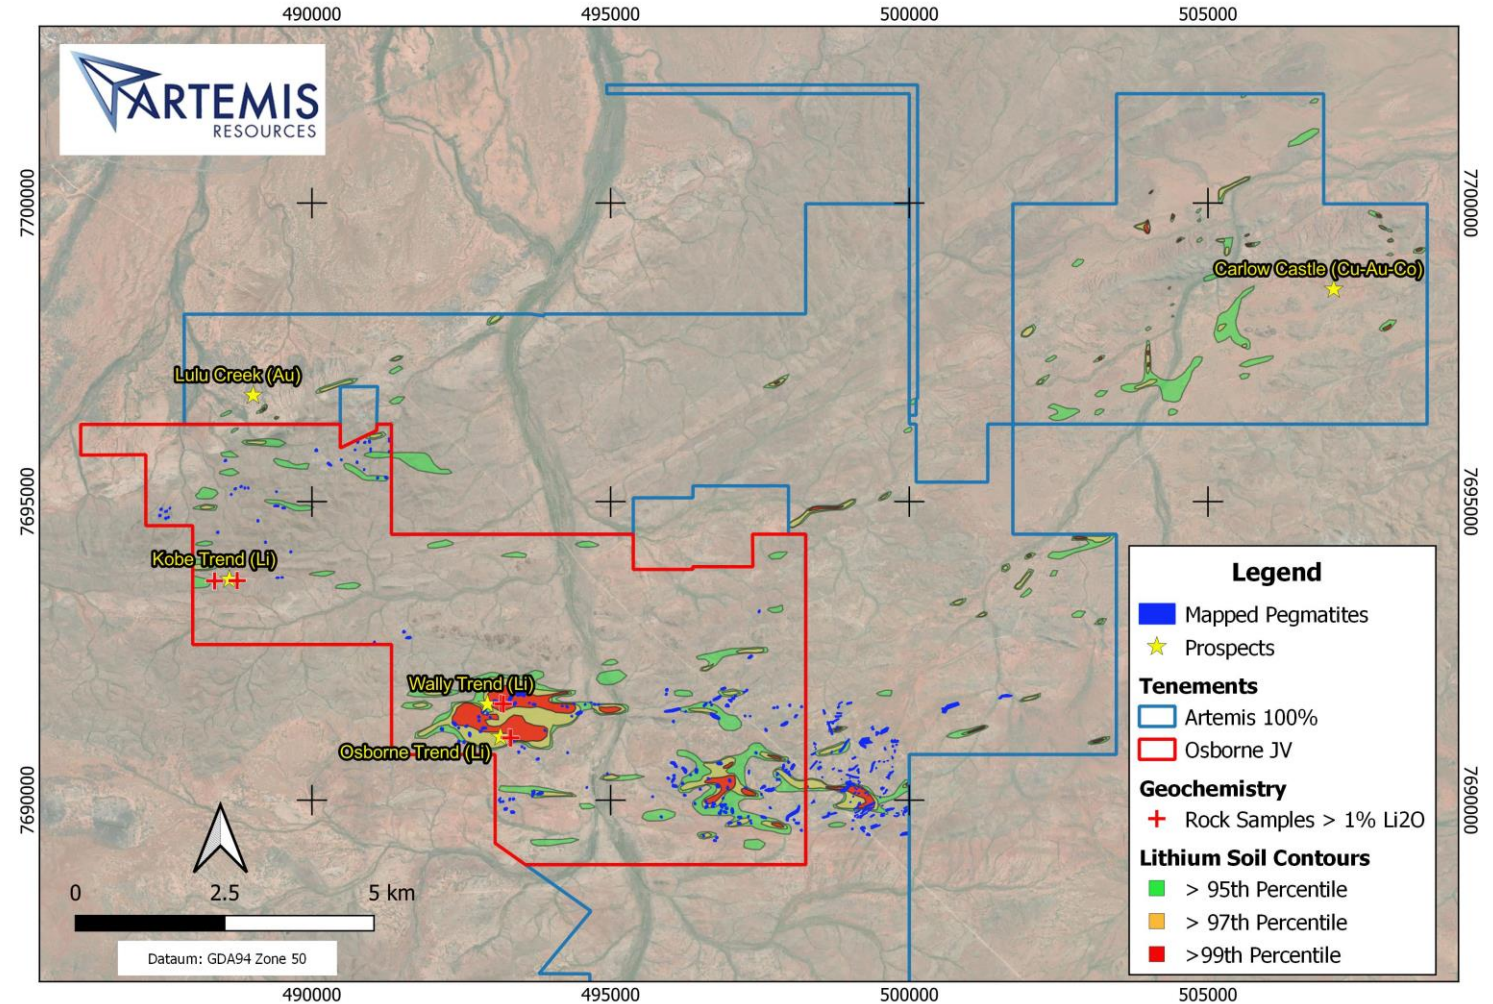 490000
495000
500000
505000
ARTEMIS
RESOURCES
7700000
7700000
Carlow Castle (Cu-Au-Co)
Lulu Creek (Au)
7695000
7695000
Kobe Trend (Li)
Wally Trend (Li)
Osborne Trend (Li)
7690000
7690000
Legend
Mapped Pegmatites
Prospects
Tenements
Artemis 100%
Osborne JV
Geochemistry
Rock Samples > 1% Li2O
Lithium Soil Contours
> 95th Percentile
> 97th Percentile
>99th Percentile
0 2.5 5 km
Dataum: GDA94 Zone 50
490000
495000
500000
505000